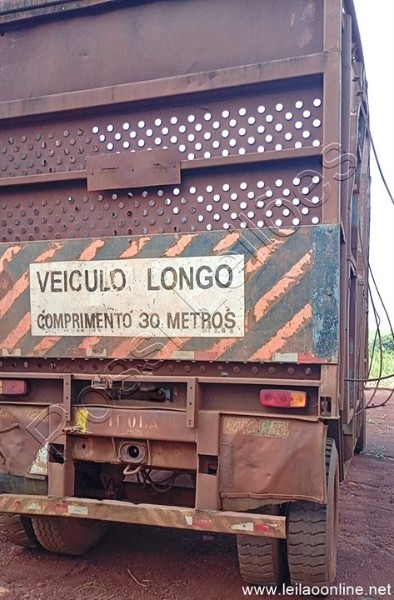 VEICULO LONGO
COMPRIMENTO 30 METROS
www.leilaoonline.net